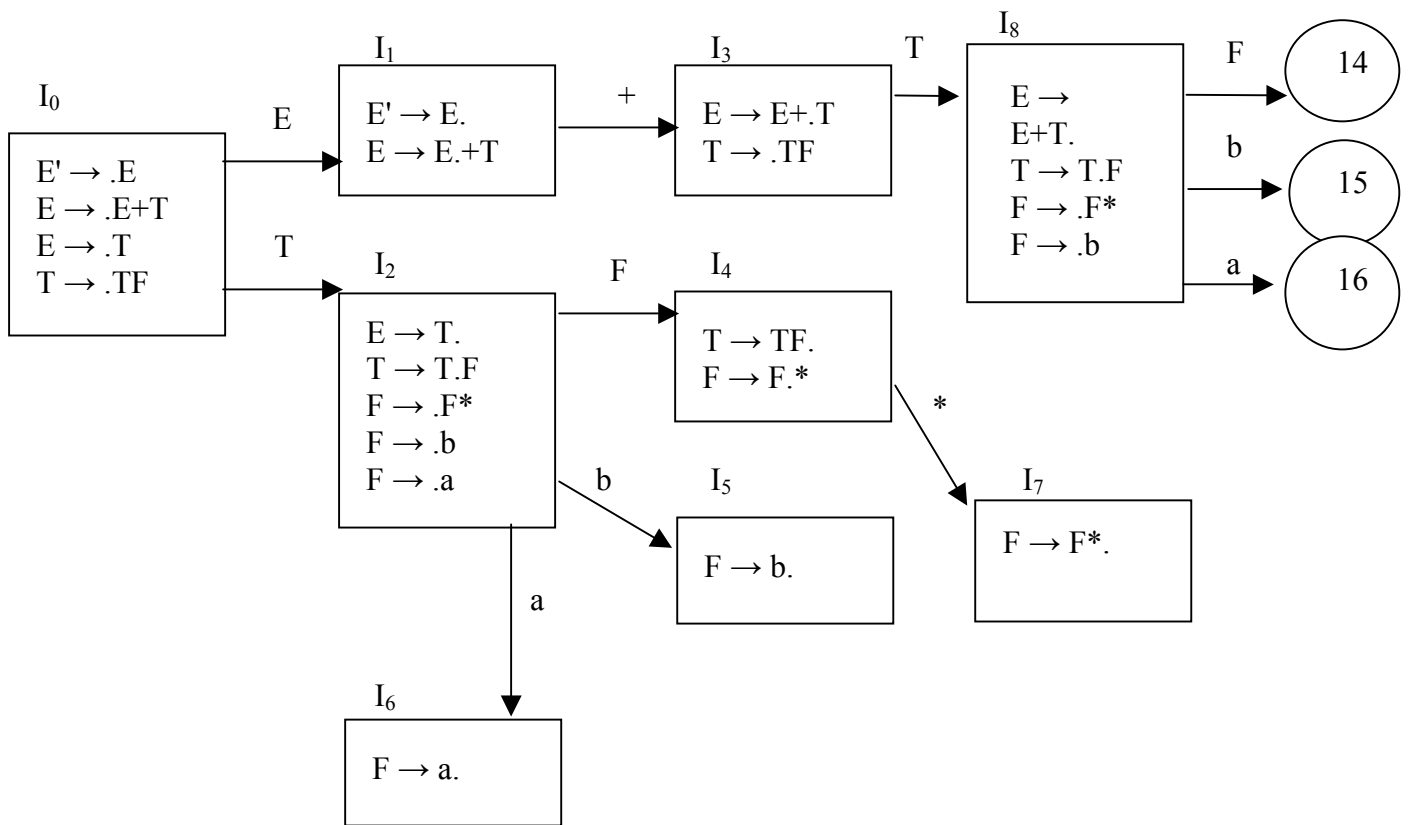 I₀
E' → .E
E → .E+T
E → .T
T → .TF
E
T
I₁
E' → E.
E → E.+T
+
I₃
E → E+.T
T → .TF
T
I₈
E →
E+T.
T → T.F
F → .F*
F → .b
F
14
b
15
a
16
I₂
E → T.
T → T.F
F → .F*
F → .b
F → .a
F
I₄
T → TF.
F → F.*
*
b
I₅
F → b.
I₇
F → F*.
a
I₆
F → a.